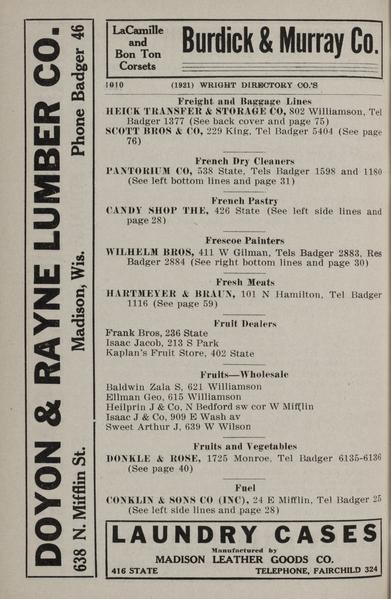 DOYON & RAYNE LUMBER CO.
638 N. Mifflin St. Madison, Wis. Phone Badger 46
LaCamille
and
Bon Ton
Corsets
Burdick & Murray Co.
1010 (1921) WRIGHT DIRECTORY CO.'S
Freight and Baggage Lines
HEICK TRANSFER & STORAGE CO, 802 Williamson, Tel
Badger 1377 (See back cover and page 75)
SCOTT BROS & CO, 229 King, Tel Badger 5404 (See page
76)
French Dry Cleaners
PANTORIUM CO, 538 State, Tels Badger 1598 and 1180
(See left bottom lines and page 31)
French Pastry
CANDY SHOP THE, 426 State (See left side lines and
page 28)
Frescoe Painters
WILHELM BROS, 411 W Gilman, Tels Badger 2883, Res
Badger 2884 (See right bottom lines and page 30)
Fresh Meats
HARTMEYER & BRAUN, 101 N Hamilton, Tel Badger
1116 (See page 59)
Fruit Dealers
Frank Bros, 236 State
Isaac Jacob, 213 S Park
Kaplan's Fruit Store, 402 State
Fruits—Wholesale
Baldwin Zala S, 621 Williamson
Ellman Geo, 615 Williamson
Heilprin J & Co, N Bedford sw cor W Mifflin
Isaac J & Co, 909 E Wash av
Sweet Arthur J, 639 W Wilson
Fruits and Vegetables
DONKLE & ROSE, 1725 Monroe, Tel Badger 6135-6136
(See page 40)
Fuel
CONKLIN & SONS CO (INC), 24 E Mifflin, Tel Badger 25
(See left side lines and page 28)
LAUNDRY CASES
Manufactured by
MADISON LEATHER GOODS CO.
416 STATE TELEPHONE, FAIRCHILD 324